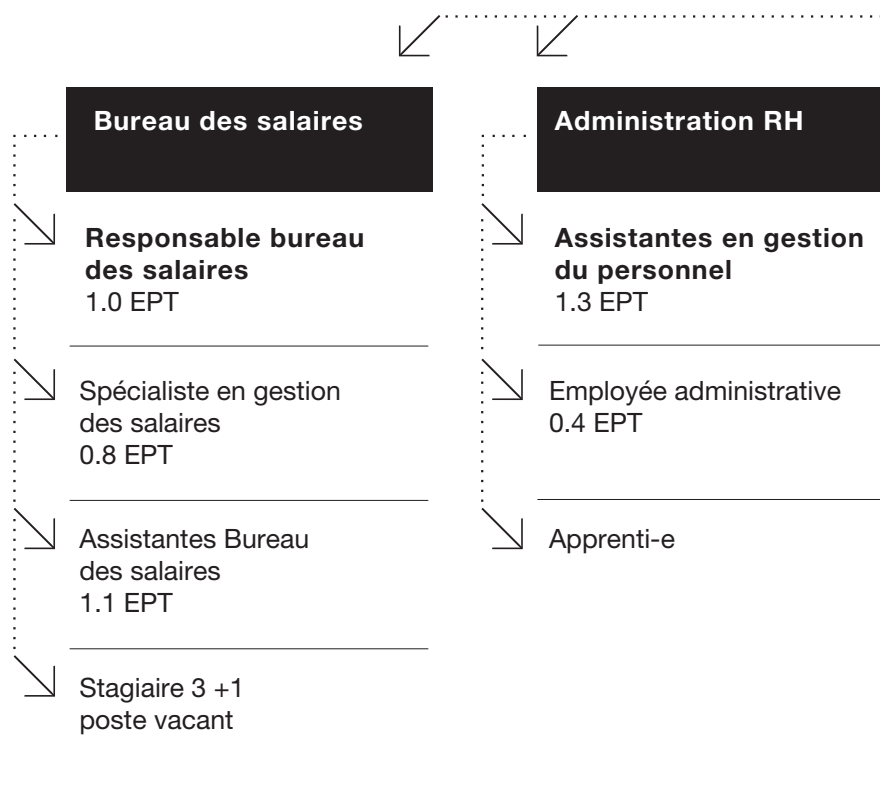 Bureau des salaires
Responsable bureau
des salaires
1.0 EPT
Spécialiste en gestion
des salaires
0.8 EPT
Assistantes Bureau
des salaires
1.1 EPT
Stagiaire 3 +1
poste vacant
Administration RH
Assistantes en gestion
du personnel
1.3 EPT
Employée administrative
0.4 EPT
Apprenti-e